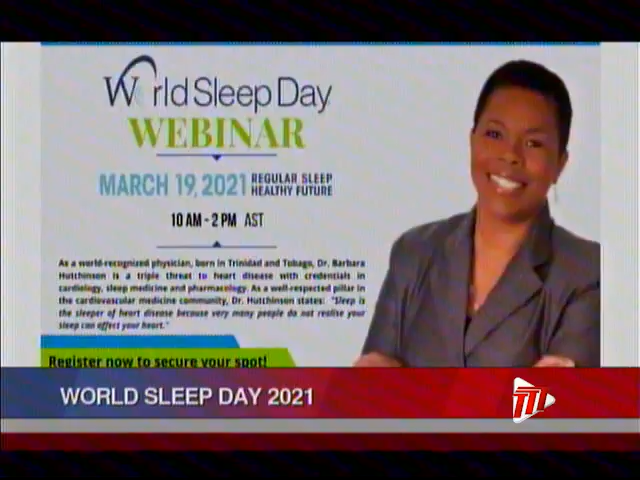 World Sleep Day
WEBINAR
MARCH 19, 2021 REGULAR SLEEP
HEALTHY FUTURE
10 AM - 2 PM AST
As a world-recognized physician, born in Trinidad and Tobago, Dr. Barbara
Hutchinson is a triple threat to heart disease with credentials in
cardiology, sleep medicine and pharmacology. As a well-respected pillar in
the cardiovascular medicine community, Dr. Hutchinson states: "Sleep is
the sleeper of heart disease because very many people do not realise your
sleep can affect your heart."
Register now to secure your spot!
WORLD SLEEP DAY 2021